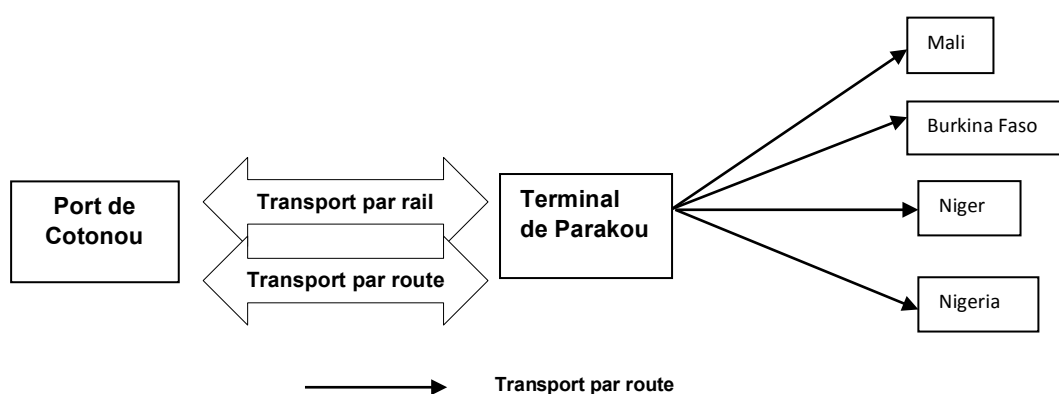 Mali
Burkina Faso
Port de
Cotonou
Transport par rail
Transport par route
Terminal
de Parakou
Niger
Nigeria
Transport par route